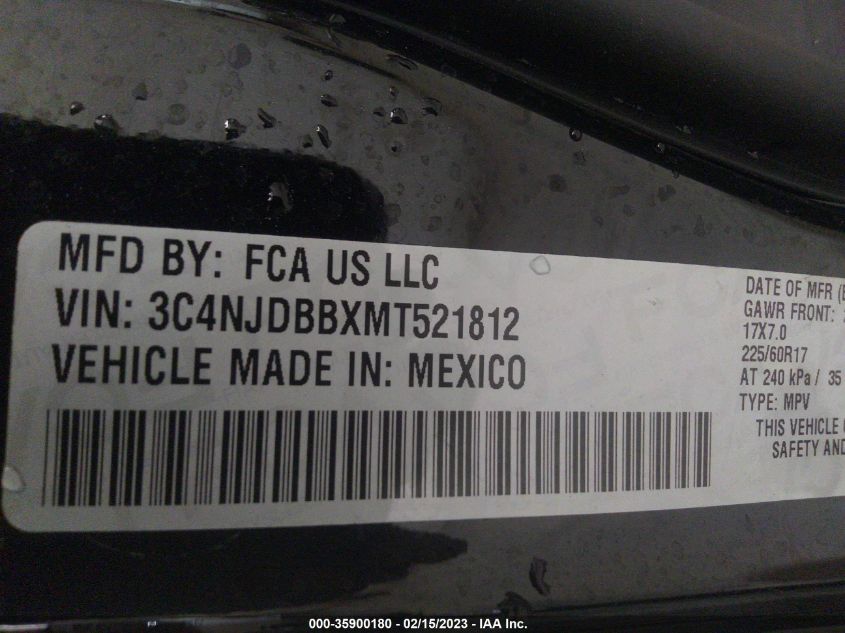 MFD BY: FCA US LLC
VIN: 3C4NJDBBXMT521812
VEHICLE MADE IN: MEXICO
DATE OF MFR
GAWR FRONT:
17X7.0
225/60R17
AT 240 kPa / 35
TYPE: MPV
THIS VEHICLE
SAFETY AND
000-35900180 - 02/15/2023 - IAA Inc.